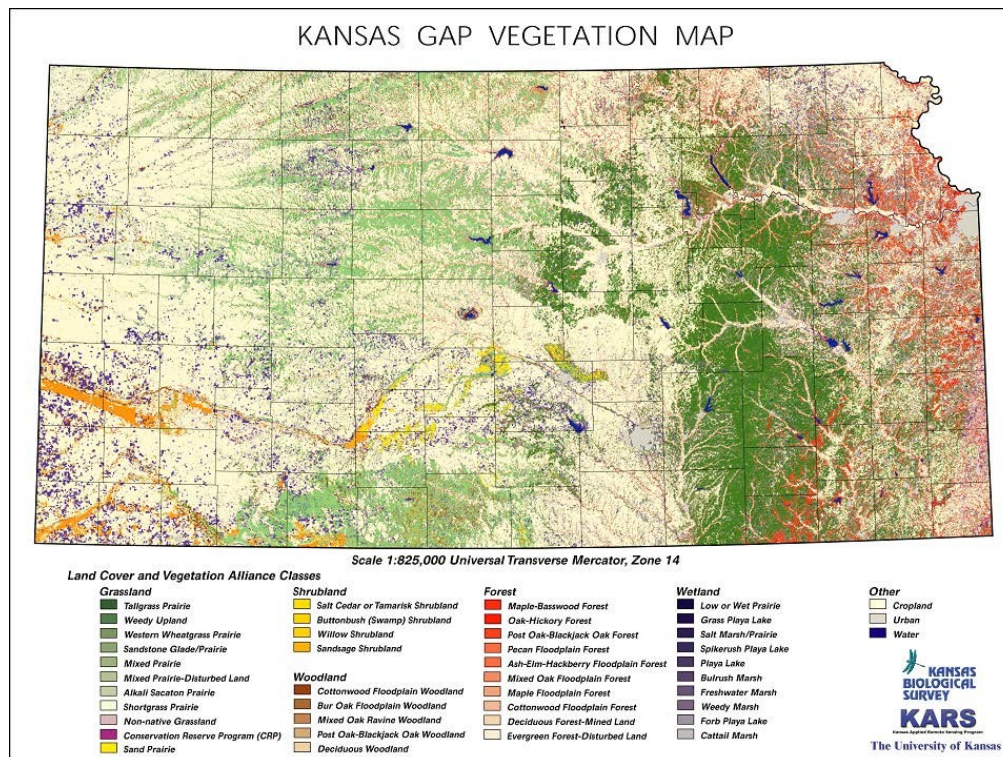 KANSAS GAP VEGETATION MAP
Scale 1:825,000 Universal Transverse Mercator, Zone 14
Land Cover and Vegetation Alliance Classes
Grassland
Tallgrass Prairie
Weedy Upland
Western Wheatgrass Prairie
Sandstone Glade/Prairie
Mixed Prairie
Mixed Prairie-Disturbed Land
Alkali Sacaton Prairie
Shortgrass Prairie
Non-native Grassland
Conservation Reserve Program (CRP)
Sand Prairie
Shrubland
Salt Cedar or Tamarisk Shrubland
Buttonbush (Swamp) Shrubland
Willow Shrubland
Sandsage Shrubland
Woodland
Cottonwood Floodplain Woodland
Bur Oak Floodplain Woodland
Mixed Oak Ravine Woodland
Post Oak-Blackjack Oak Woodland
Deciduous Woodland
Forest
Maple-Basswood Forest
Oak-Hickory Forest
Post Oak-Blackjack Oak Forest
Pecan Floodplain Forest
Ash-Elm-Hackberry Floodplain Forest
Mixed Oak Floodplain Forest
Maple Floodplain Forest
Cottonwood Floodplain Forest
Deciduous Forest-Mined Land
Evergreen Forest-Disturbed Land
Wetland
Low or Wet Prairie
Grass Playa Lake
Salt Marsh/Prairie
Spikerush Playa Lake
Playa Lake
Bulrush Marsh
Freshwater Marsh
Weedy Marsh
Forb Playa Lake
Cattail Marsh
Other
Cropland
Urban
Water
KANSAS
BIOLOGICAL
SURVEY
KARS
Kansas Applied Remote Sensing Program
The University of Kansas